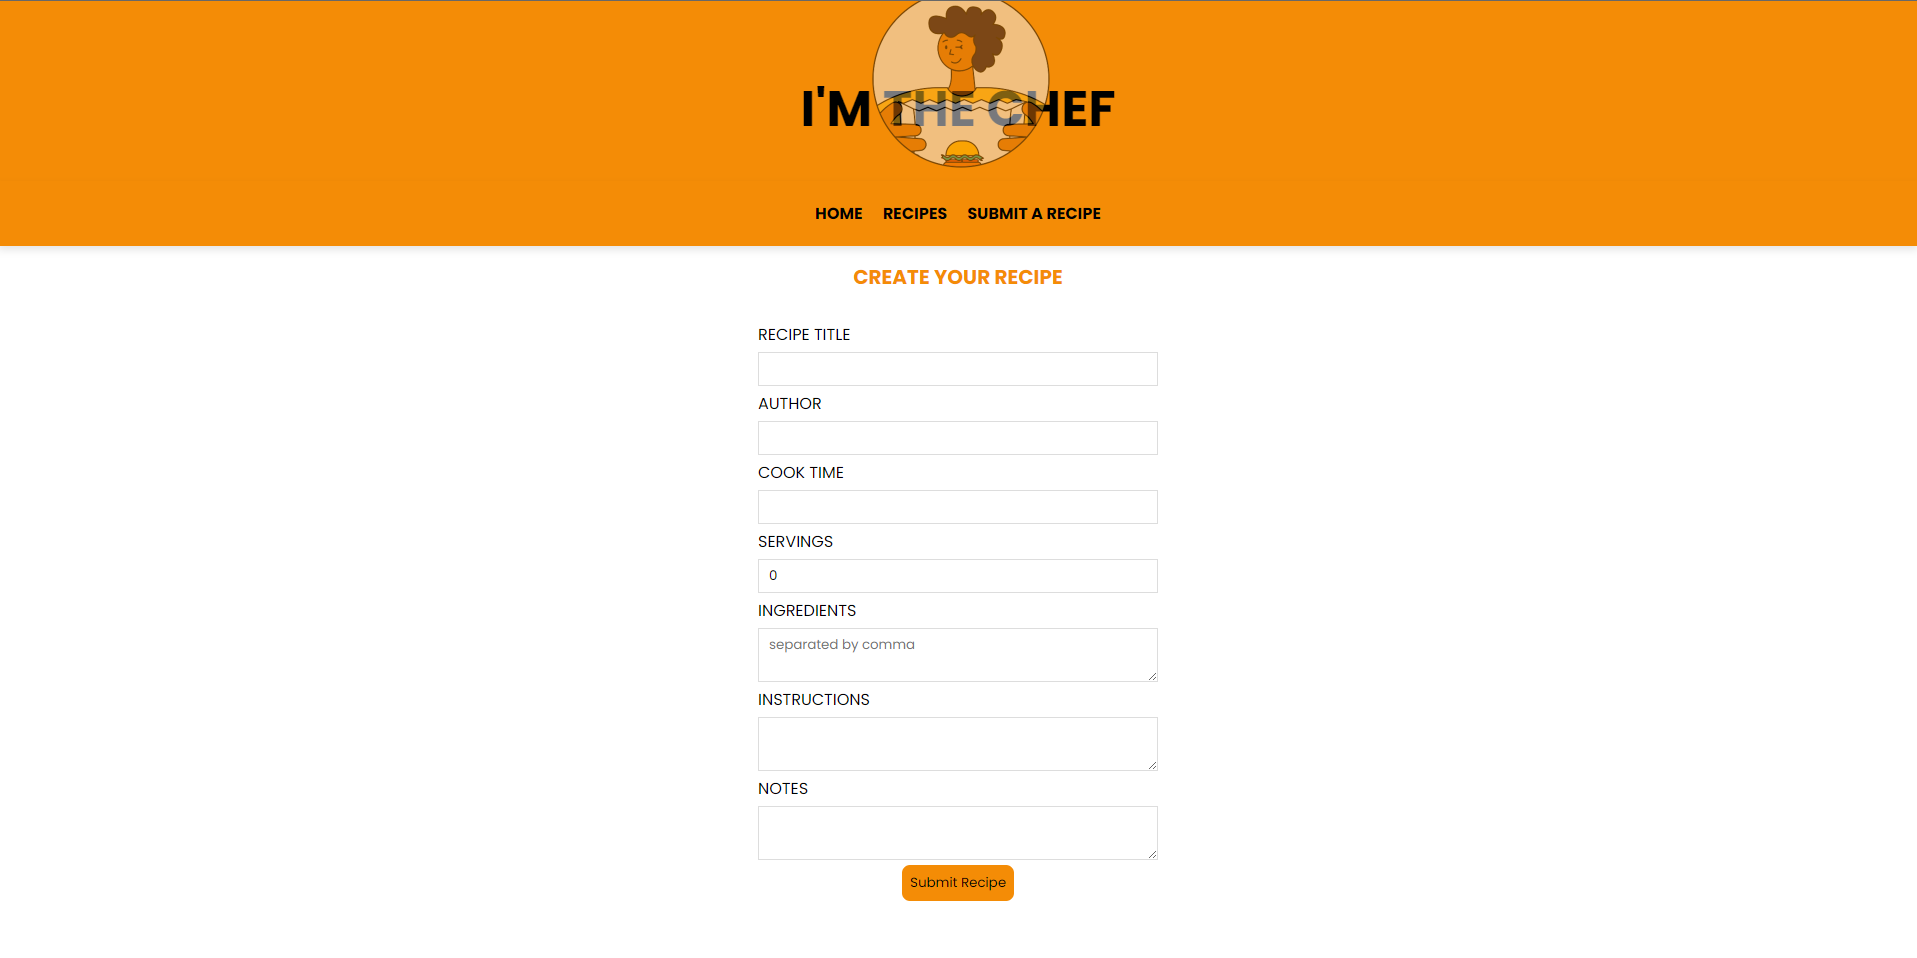 I'M THE CHEF
HOME RECIPES SUBMIT A RECIPE
CREATE YOUR RECIPE
RECIPE TITLE
AUTHOR
COOK TIME
SERVINGS
0
INGREDIENTS
separated by comma
INSTRUCTIONS
NOTES
Submit Recipe